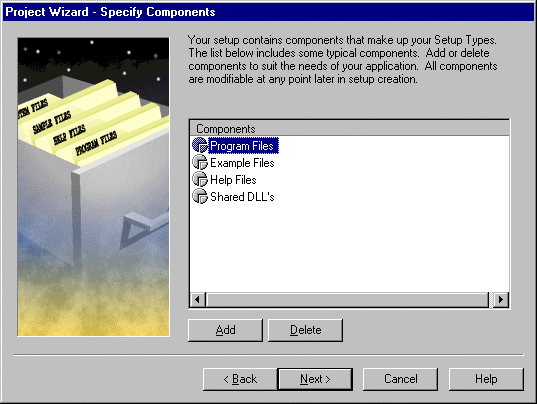 Project Wizard - Specify Components
Your setup contains components that make up your Setup Types.
The list below includes some typical components. Add or delete
components to suit the needs of your application. All components
are modifiable at any point later in setup creation.
STEM FILES
SAMPLE FILES
HELP FILES
PROGRAM FILES
Components
Program Files
Example Files
Help Files
Shared DLL's
Add
Delete
< Back
Next >
Cancel
Help